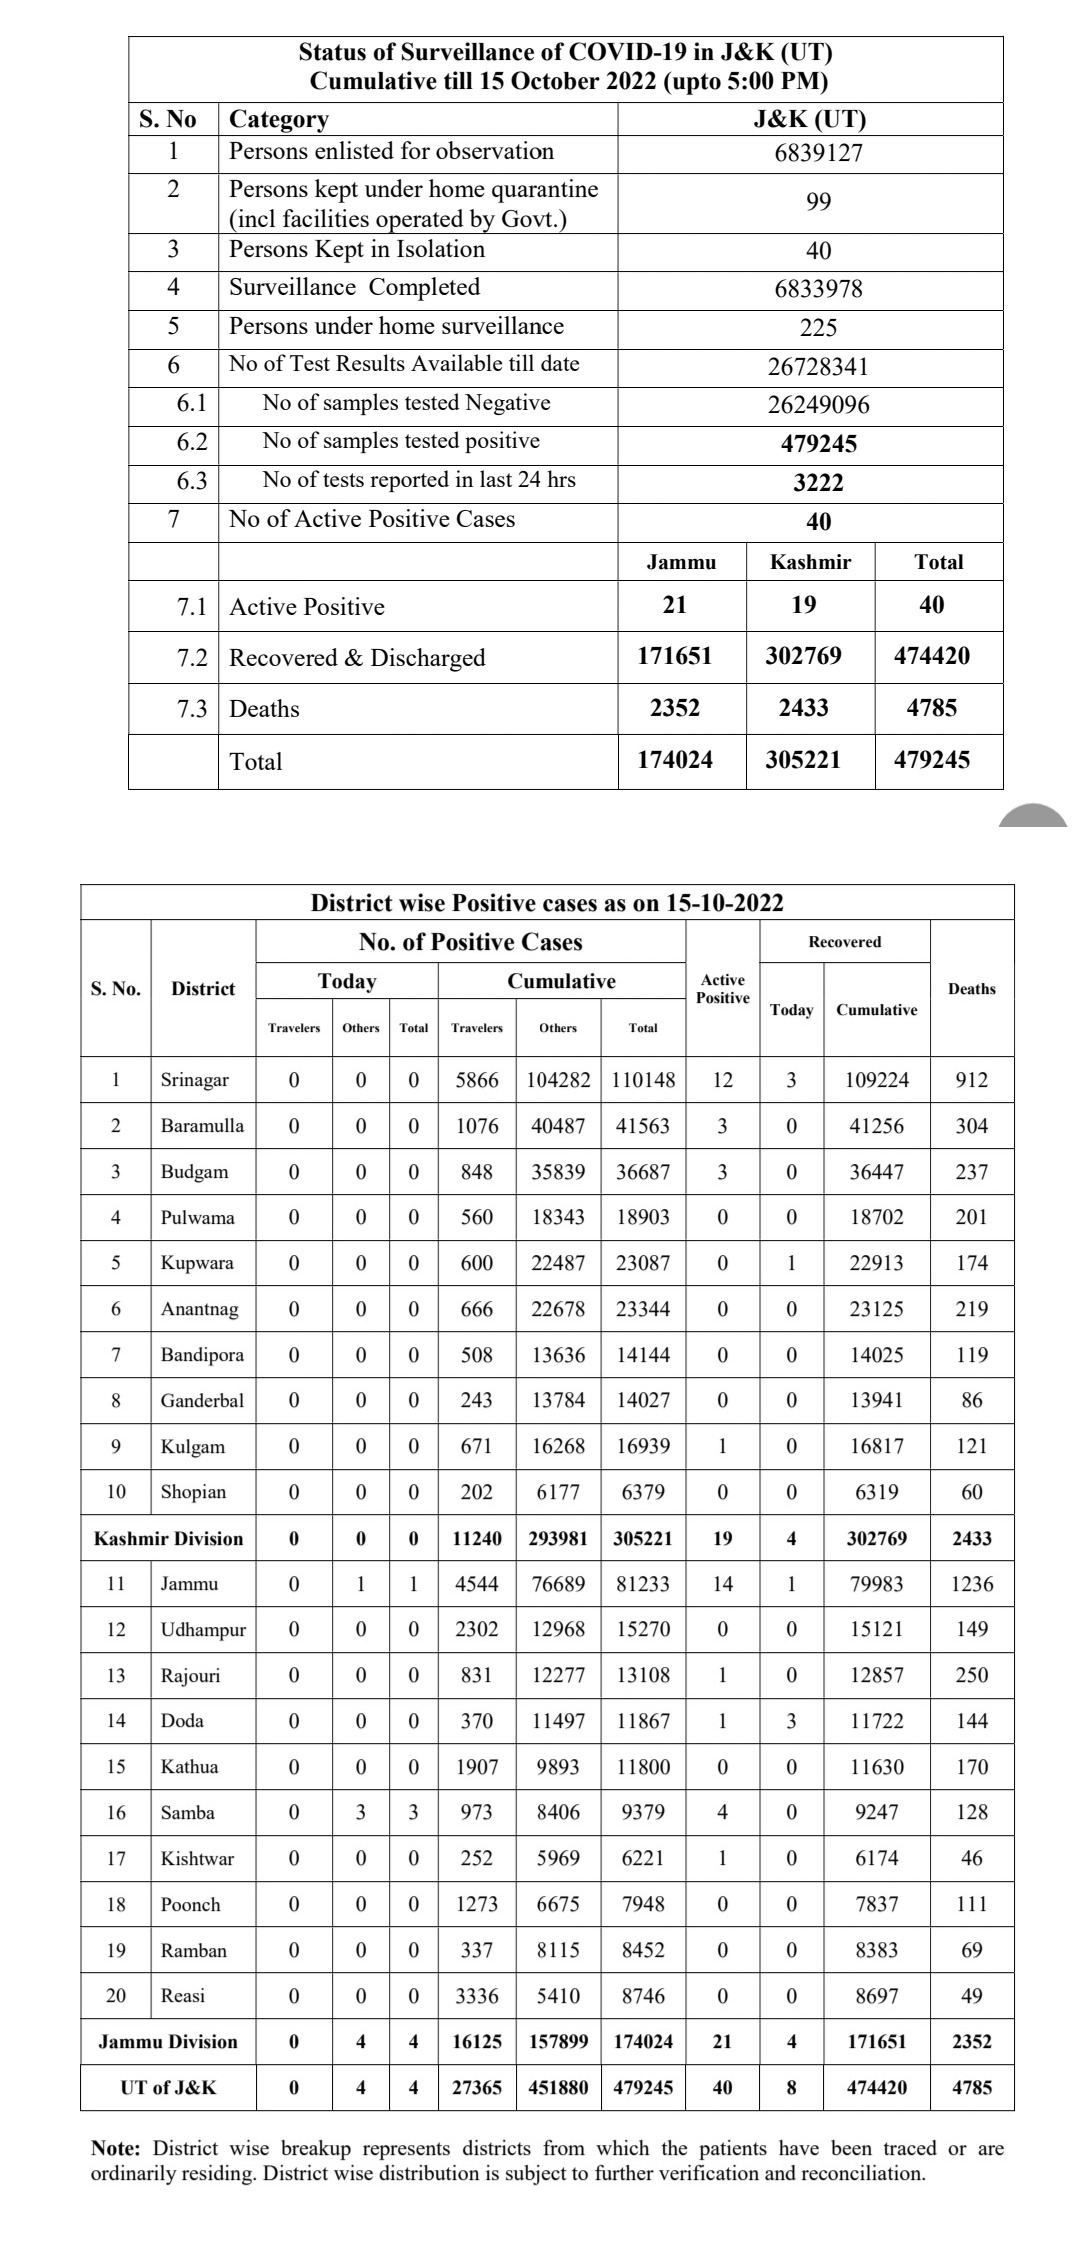 Status of Surveillance of COVID-19 in J&K (UT)
Cumulative till 15 October 2022 (upto 5:00 PM)
S. No Category J&K (UT)
1 Persons enlisted for observation 6839127
2 Persons kept under home quarantine (incl facilities operated by Govt.) 99
3 Persons Kept in Isolation 40
4 Surveillance Completed 6833978
5 Persons under home surveillance 225
6 No of Test Results Available till date 26728341
6.1 No of samples tested Negative 26249096
6.2 No of samples tested positive 479245
6.3 No of tests reported in last 24 hrs 3222
7 No of Active Positive Cases 40
Jammu Kashmir Total
7.1 Active Positive 21 19 40
7.2 Recovered & Discharged 171651 302769 474420
7.3 Deaths 2352 2433 4785
Total 174024 305221 479245
District wise Positive cases as on 15-10-2022
S. No. District No. of Positive Cases Active Positive Recovered Deaths
Today Cumulative Today Cumulative
Travelers Others Total Travelers Others Total
1 Srinagar 0 0 0 5866 104282 110148 12 3 109224 912
2 Baramulla 0 0 0 1076 40487 41563 3 0 41256 304
3 Budgam 0 0 0 848 35839 36687 3 0 36447 237
4 Pulwama 0 0 0 560 18343 18903 0 0 18702 201
5 Kupwara 0 0 0 600 22487 23087 0 1 22913 174
6 Anantnag 0 0 0 666 22678 23344 0 0 23125 219
7 Bandipora 0 0 0 508 13636 14144 0 0 14025 119
8 Ganderbal 0 0 0 243 13784 14027 0 0 13941 86
9 Kulgam 0 0 0 671 16268 16939 1 0 16817 121
10 Shopian 0 0 0 202 6177 6379 0 0 6319 60
Kashmir Division 0 0 0 11240 293981 305221 19 4 302769 2433
11 Jammu 0 1 1 4544 76689 81233 14 1 79983 1236
12 Udhampur 0 0 0 2302 12968 15270 0 0 15121 149
13 Rajouri 0 0 0 831 12277 13108 1 0 12857 250
14 Doda 0 0 0 370 11497 11867 1 3 11722 144
15 Kathua 0 0 0 1907 9893 11800 0 0 11630 170
16 Samba 0 3 3 973 8406 9379 4 0 9247 128
17 Kishtwar 0 0 0 252 5969 6221 1 0 6174 46
18 Poonch 0 0 0 1273 6675 7948 0 0 7837 111
19 Ramban 0 0 0 337 8115 8452 0 0 8383 69
20 Reasi 0 0 0 3336 5410 8746 0 0 8697 49
Jammu Division 0 4 4 16125 157899 174024 21 4 171651 2352
UT of J&K 0 4 4 27365 451880 479245 40 8 474420 4785
Note: District wise breakup represents districts from which the patients have been traced or are
ordinarily residing. District wise distribution is subject to further verification and reconciliation.